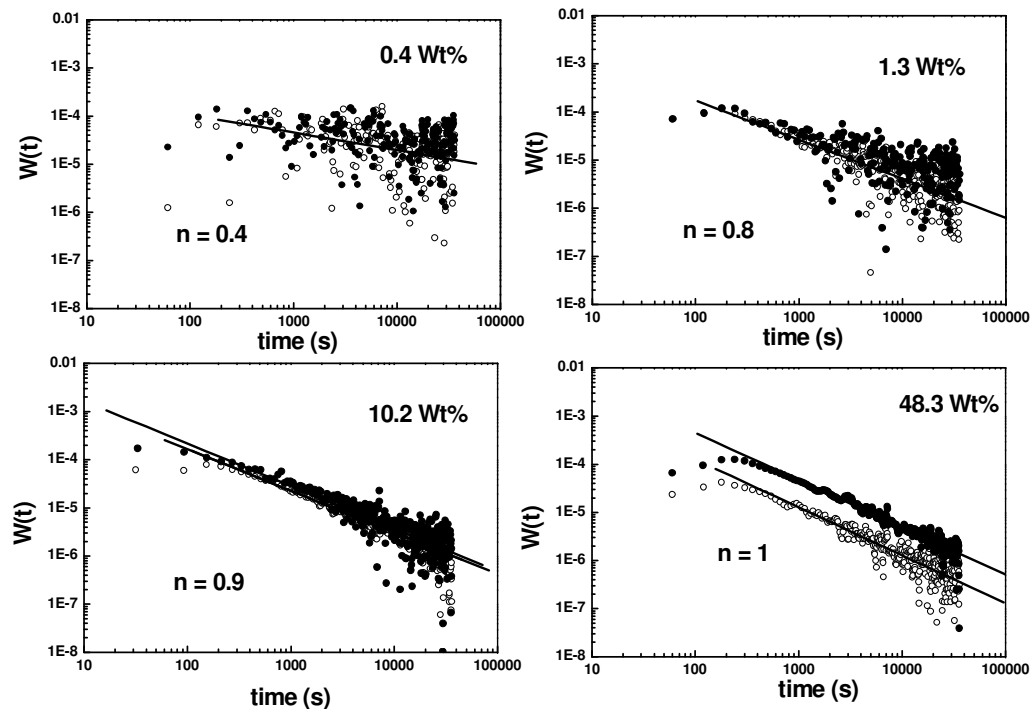 0.01
0.4 Wt%
1E-3
1E-4
W(t)
1E-5
1E-6
n = 0.4
1E-7
1E-8
10 100 1000 10000 100000
time (s)
0.01
1.3 Wt%
1E-3
1E-4
W(t)
1E-5
1E-6
n = 0.8
1E-7
1E-8
10 100 1000 10000 100000
time (s)
0.01
10.2 Wt%
1E-3
1E-4
W(t)
1E-5
1E-6
n = 0.9
1E-7
1E-8
10 100 1000 10000 100000
time (s)
0.01
48.3 Wt%
1E-3
1E-4
W(t)
1E-5
1E-6
n = 1
1E-7
1E-8
10 100 1000 10000 100000
time (s)